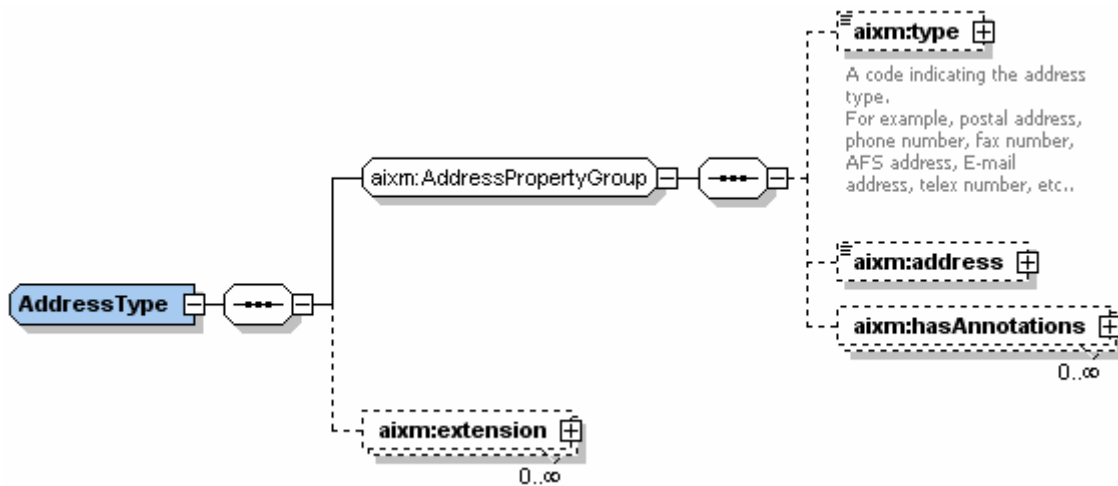 aixm:type
A code indicating the address
type.
For example, postal address,
phone number, fax number,
AFS address, E-mail
address, telex number, etc..
aixm:AddressPropertyGroup
aixm:address
AddressType
aixm:hasAnnotations
0..∞
aixm:extension
0..∞